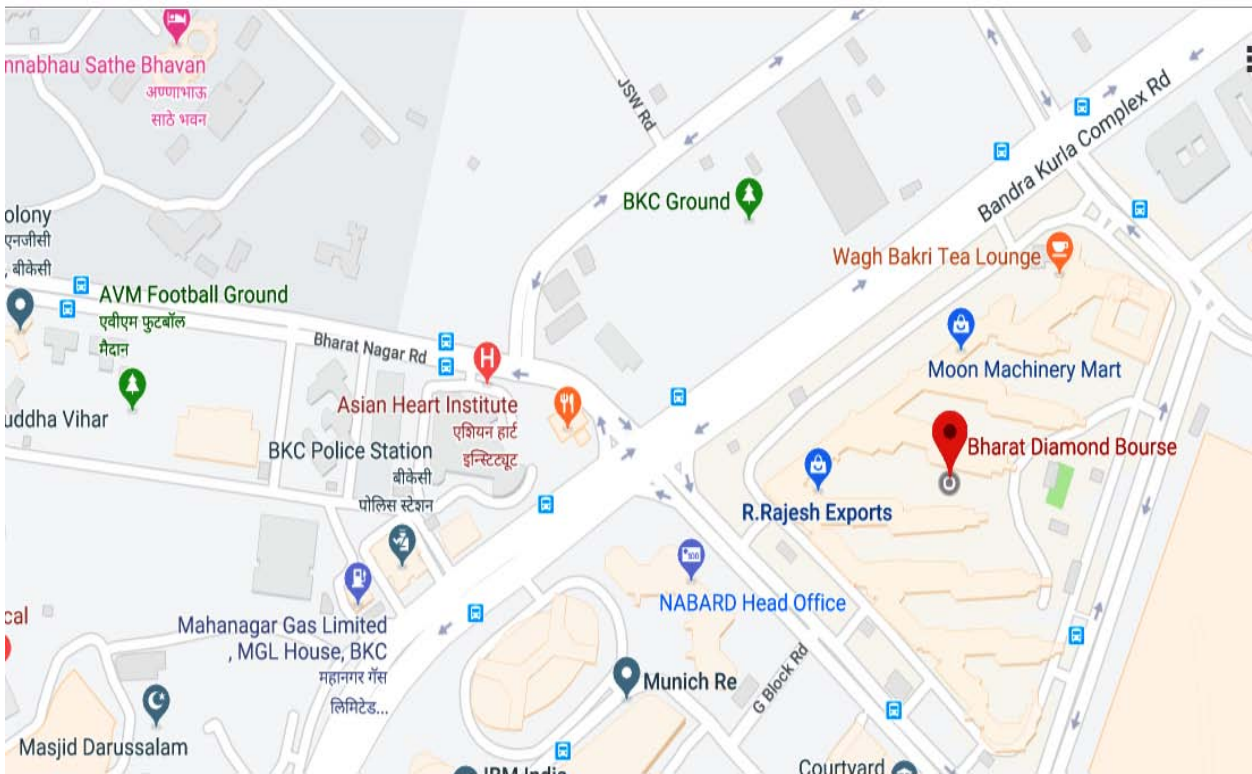 nnabhau Sathe Bhavan
अण्णाभाऊ
साठे भवन
JSW Rd
Bandra Kurla Complex Rd
BKC Ground
olony
एनजीसी
, बीकेसी
Wagh Bakri Tea Lounge
AVM Football Ground
एवीएम फुटबॉल
मैदान
Bharat Nagar Rd
H
Moon Machinery Mart
Asian Heart Institute
एशियन हार्ट
इन्स्टिट्यूट
uddha Vihar
BKC Police Station
बीकेसी
पोलिस स्टेशन
Bharat Diamond Bourse
R.Rajesh Exports
NABARD Head Office
cal
Mahanagar Gas Limited
, MGL House, BKC
महानगर गॅस
लिमिटेड...
Munich Re
G Block Rd
Masjid Darussalam
IBM India
Courtyard